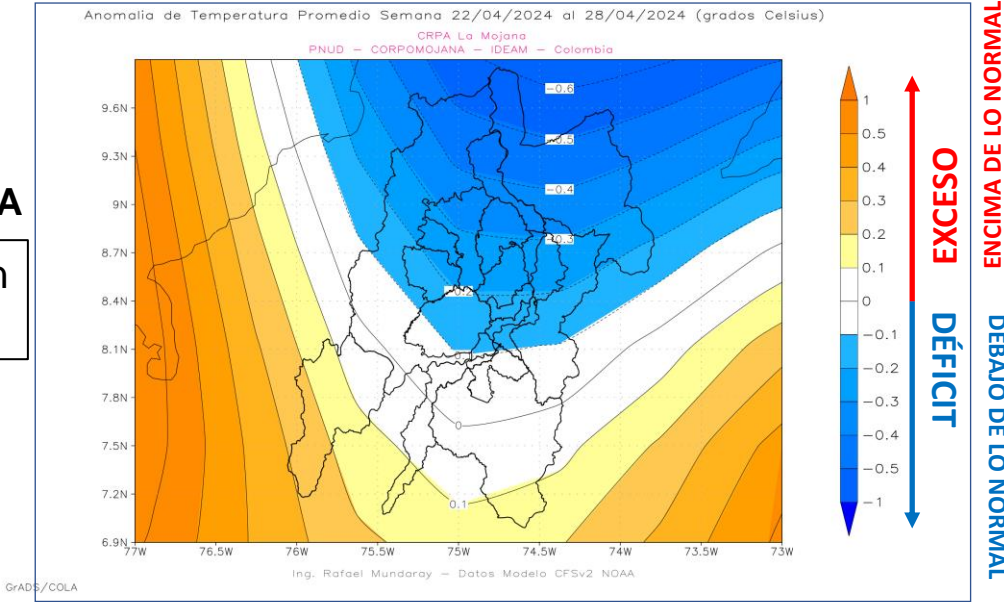 Anomalia de Temperatura Promedio Semana 22/04/2024 al 28/04/2024 (grados Celsius)
CRPA La Mojana
PNUD – CORPOMOJANA – IDEAM – Colombia
A
n
9.6N
9.3N
9N
8.7N
8.4N
8.1N
7.8N
7.5N
7.2N
6.9N
77W
76.5W
76W
75.5W
75W
74.5W
74W
73.5W
73W
-0.6
-0.5
-0.4
-0.3
-0.2
0
0.1
1
0.5
0.4
0.3
0.2
0.1
0
-0.1
-0.2
-0.3
-0.4
-0.5
-1
EXCESO
DÉFICIT
ENCIMA DE LO NORMAL
DEBAJO DE LO NORMAL
Ing. Rafael Mundaray – Datos Modelo CFSv2 NOAA
GrADS/COLA